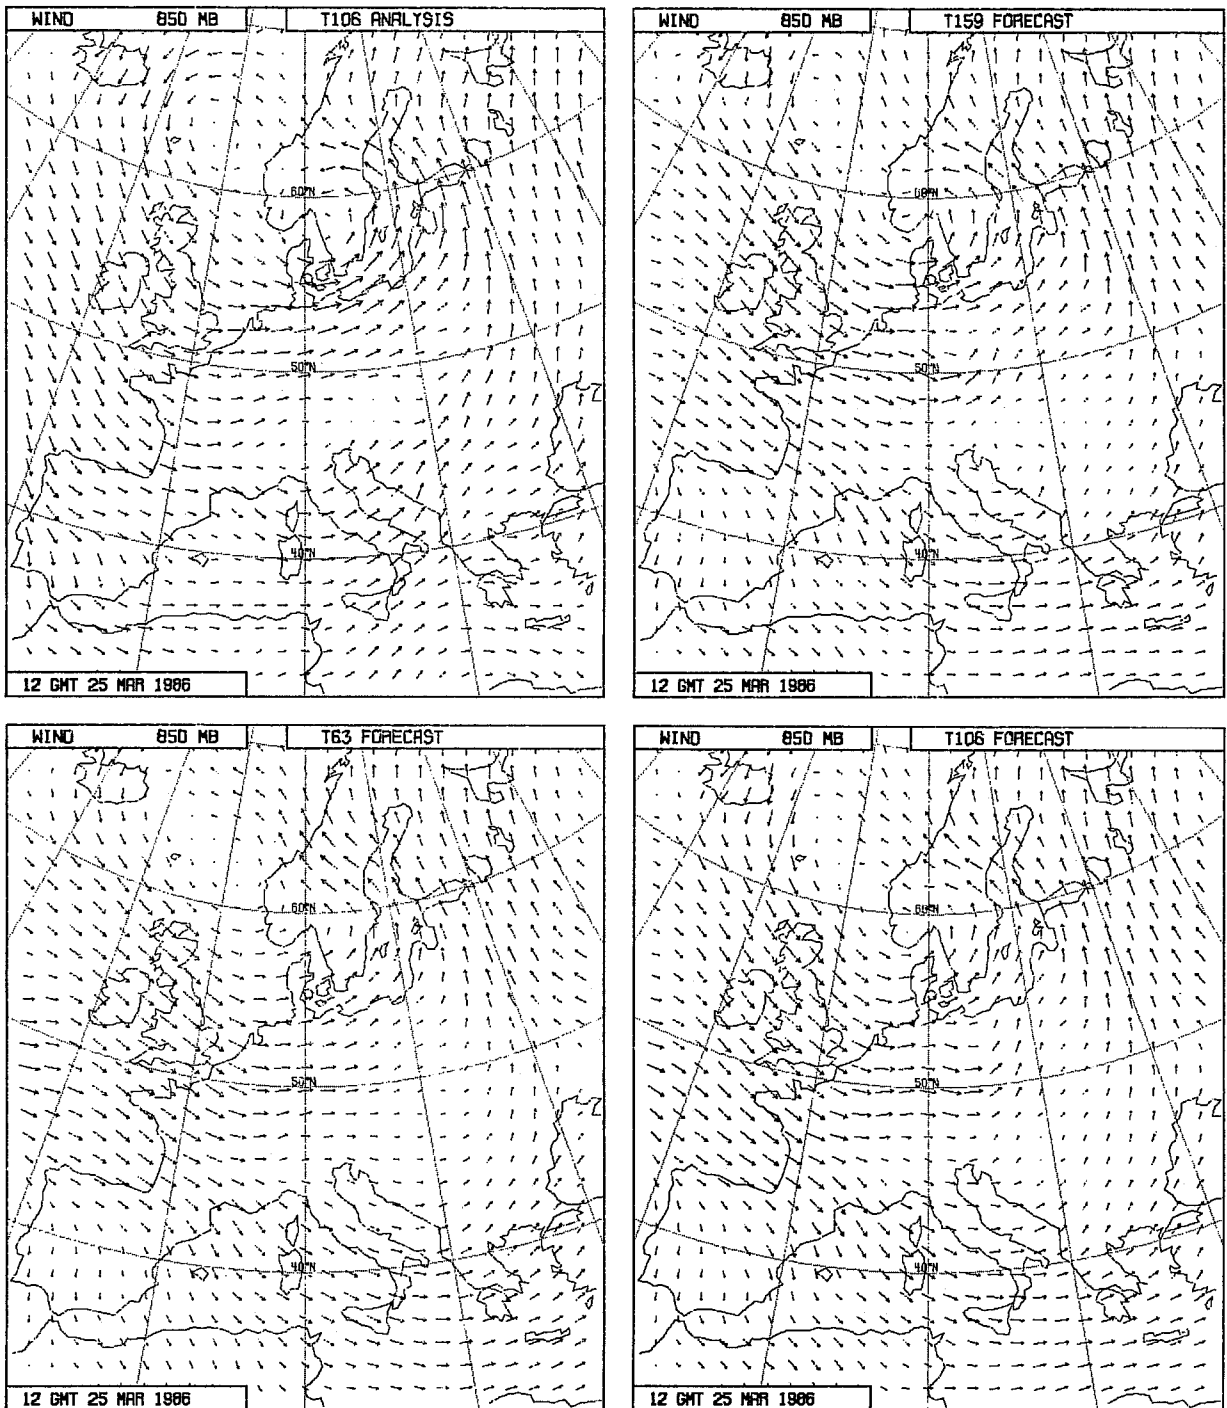 WIND 850 MB T106 ANALYSIS
60°N
50°N
40°N
12 GMT 25 MAR 1986
WIND 850 MB T159 FORECAST
60°N
50°N
40°N
12 GMT 25 MAR 1986
WIND 850 MB T63 FORECAST
60°N
50°N
40°N
12 GMT 25 MAR 1986
WIND 850 MB T106 FORECAST
60°N
50°N
40°N
12 GMT 25 MAR 1986